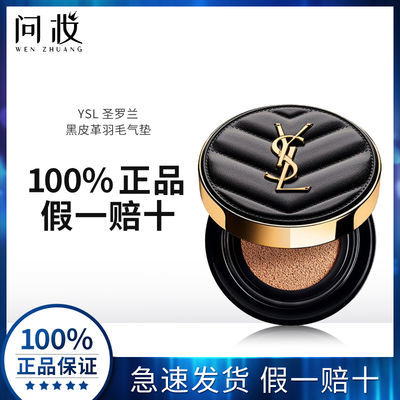 问妆
WEN ZHUANG
YSL 圣罗兰
黑皮革羽毛气垫
100%正品
假一赔十
YSL
100%
正品保证
急速发货 假一赔十